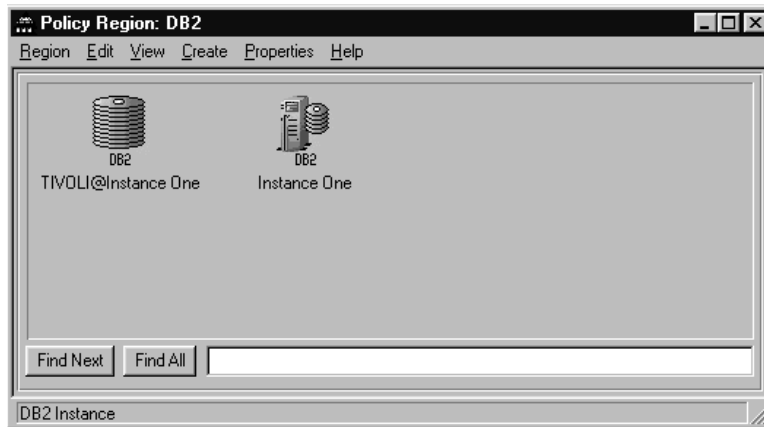 Policy Region: DB2
Region Edit View Create Properties Help
DB2 DB2
TIVOLI@Instance One Instance One
Find Next Find All
DB2 Instance